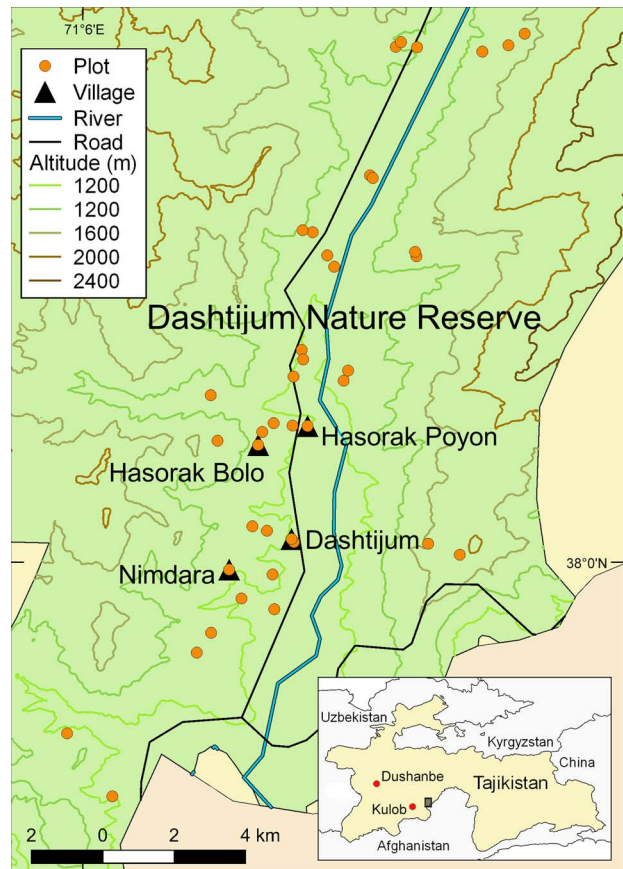 71°6'E
Plot
Village
River
Road
Altitude (m)
1200
1200
1600
2000
2400
Dashtijum Nature Reserve
Hasorak Poyon
Hasorak Bolo
Dashtijum
Nimdara
38°0'N
Uzbekistan
Kyrgyzstan
China
Dushanbe
Tajikistan
Kulob
Afghanistan
2 0 2 4 km